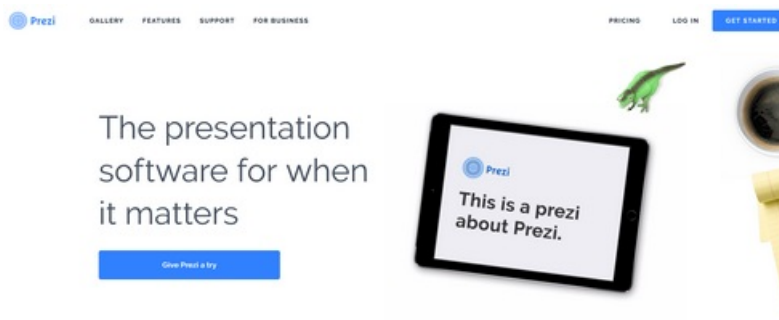 Prezi
GALLERY FEATURES SUPPORT FOR BUSINESS
PRICING LOG IN GET STARTED
The presentation
software for when
it matters
Give Prezi a try
Prezi
This is a prezi
about Prezi.